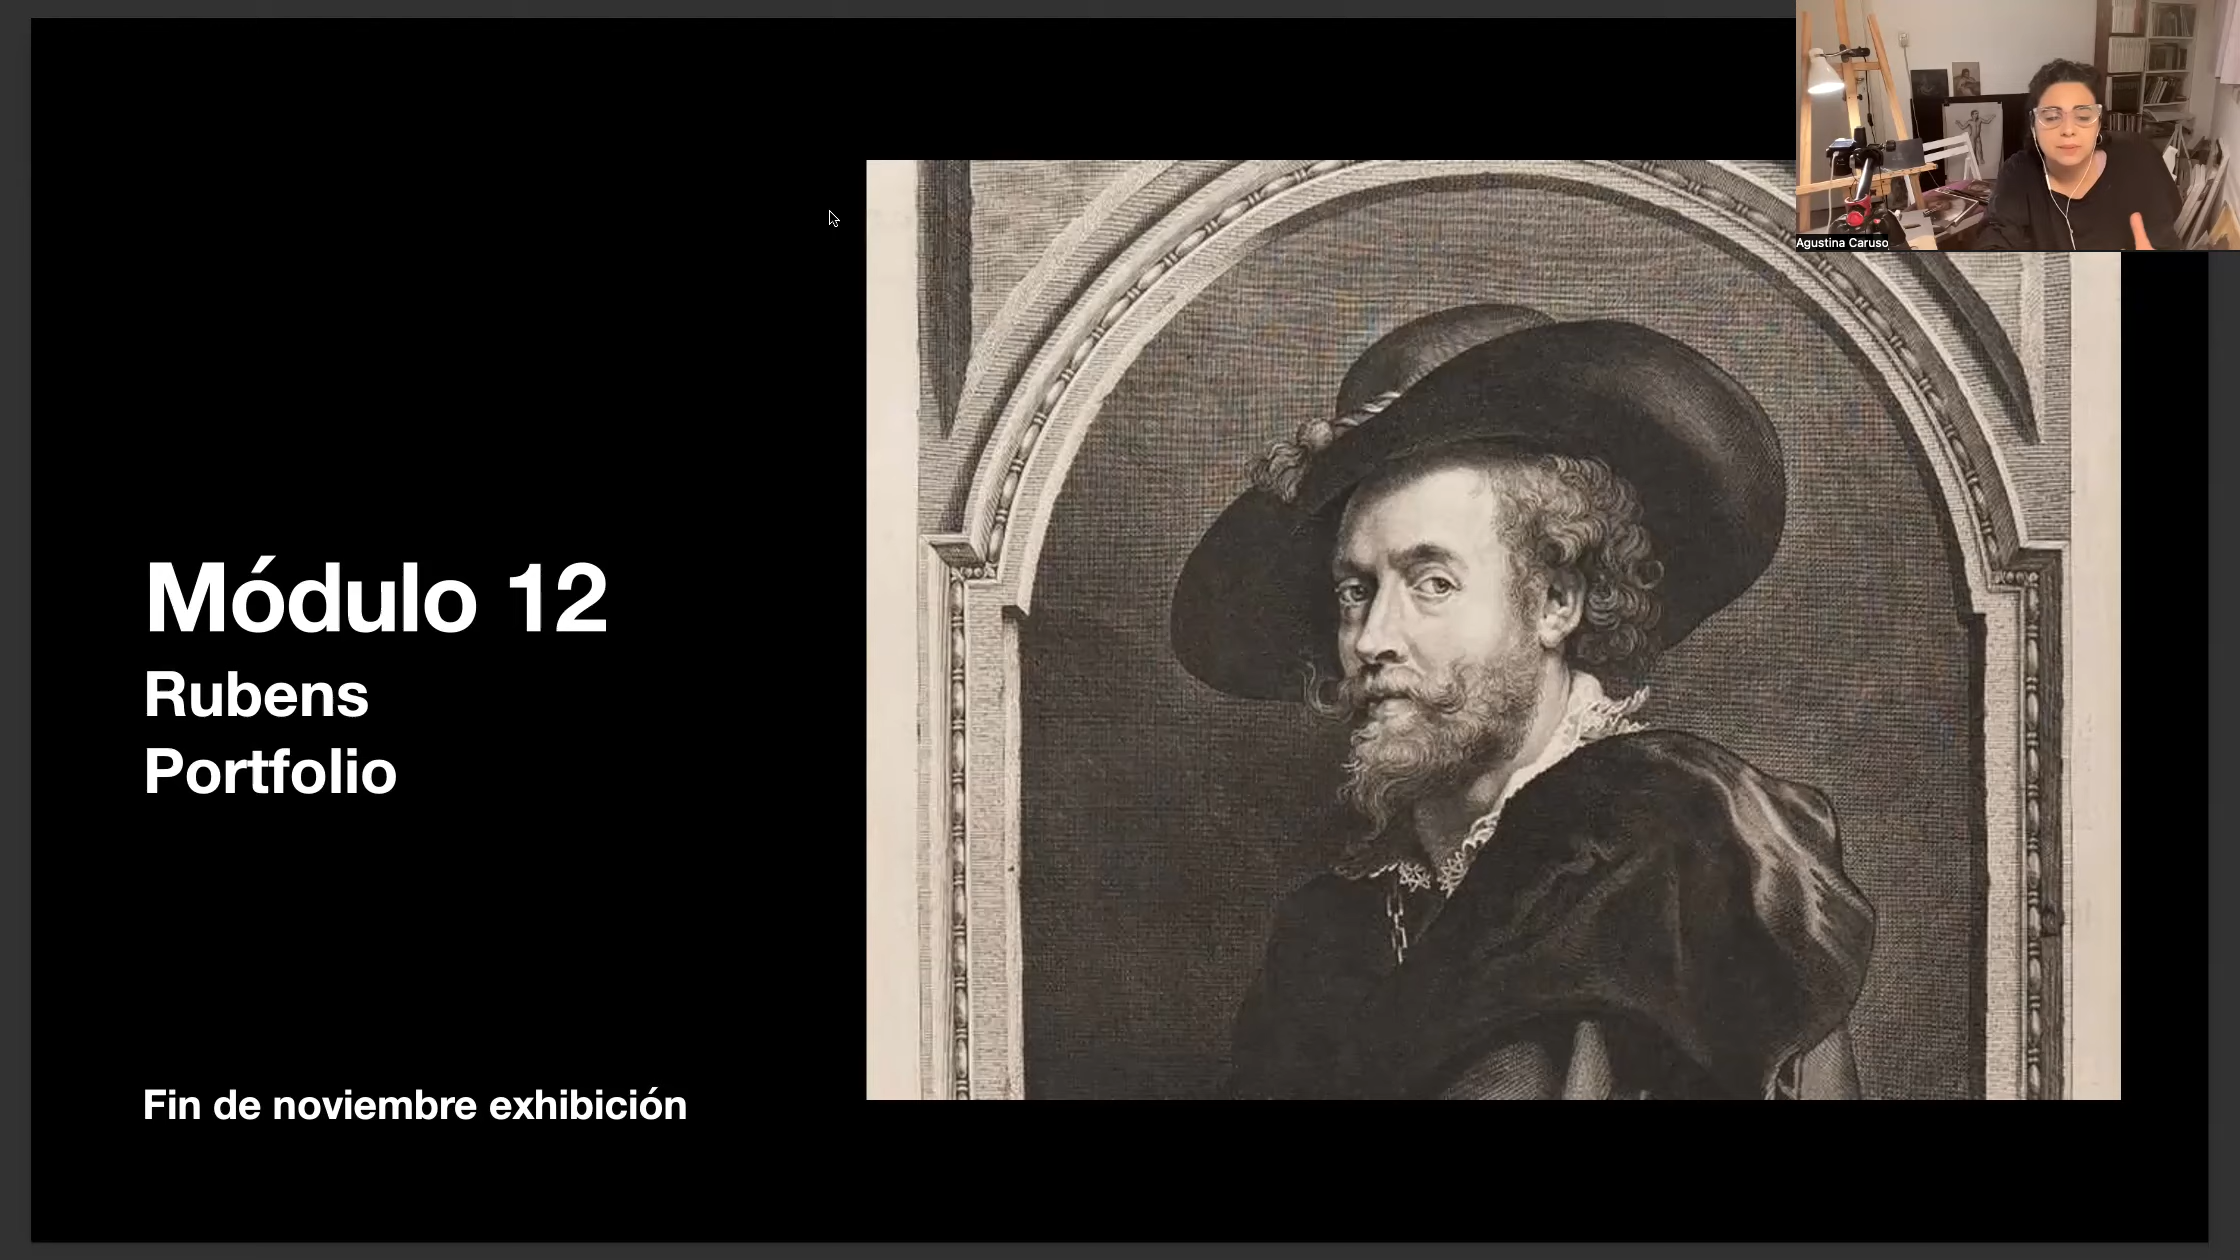 Agustina Caruso
Módulo 12
Rubens
Portfolio
Fin de noviembre exhibición